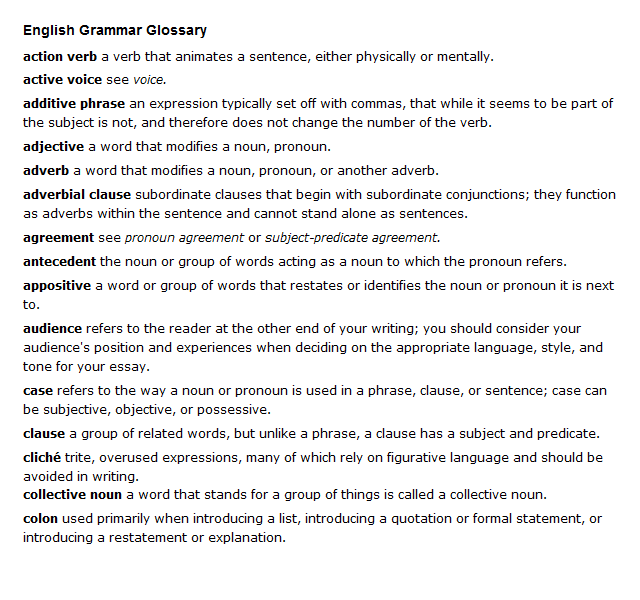 English Grammar Glossary
action verb a verb that animates a sentence, either physically or mentally.
active voice see voice.
additive phrase an expression typically set off with commas, that while it seems to be part of
the subject is not, and therefore does not change the number of the verb.
adjective a word that modifies a noun, pronoun.
adverb a word that modifies a noun, pronoun, or another adverb.
adverbial clause subordinate clauses that begin with subordinate conjunctions; they function
as adverbs within the sentence and cannot stand alone as sentences.
agreement see pronoun agreement or subject-predicate agreement.
antecedent the noun or group of words acting as a noun to which the pronoun refers.
appositive a word or group of words that restates or identifies the noun or pronoun it is next
to.
audience refers to the reader at the other end of your writing; you should consider your
audience's position and experiences when deciding on the appropriate language, style, and
tone for your essay.
case refers to the way a noun or pronoun is used in a phrase, clause, or sentence; case can
be subjective, objective, or possessive.
clause a group of related words, but unlike a phrase, a clause has a subject and predicate.
cliché trite, overused expressions, many of which rely on figurative language and should be
avoided in writing.
collective noun a word that stands for a group of things is called a collective noun.
colon used primarily when introducing a list, introducing a quotation or formal statement, or
introducing a restatement or explanation.